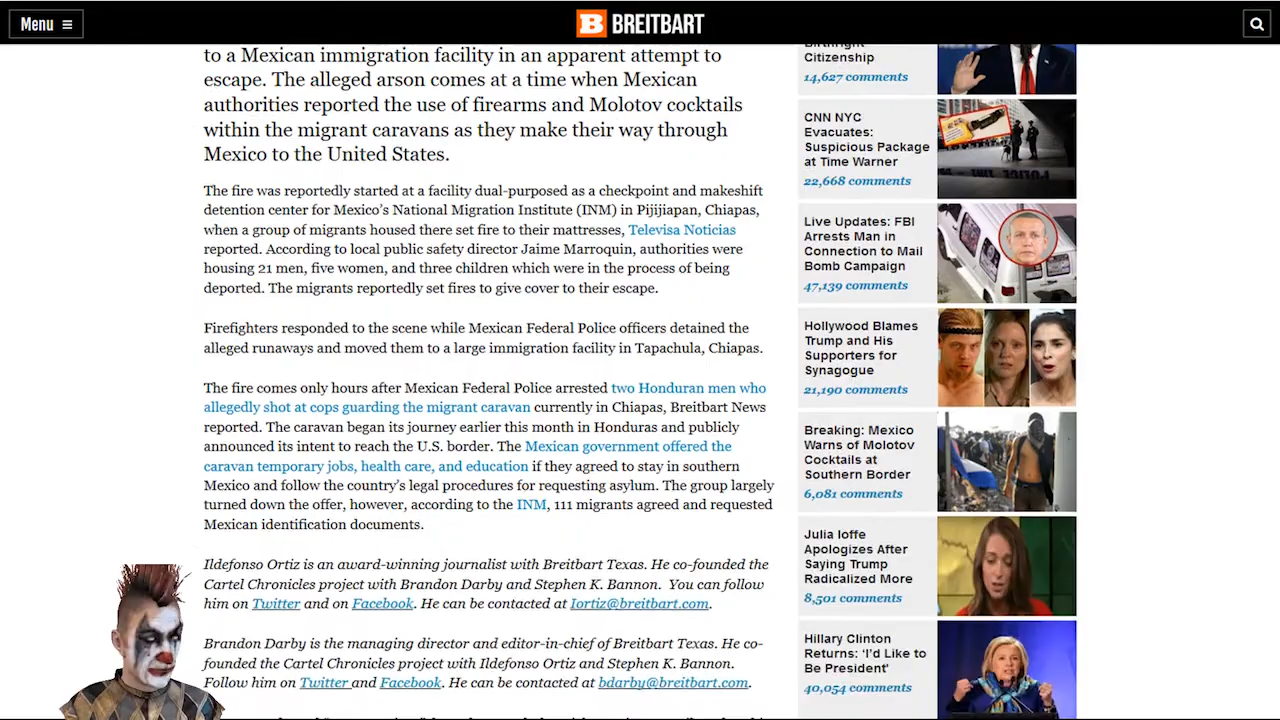 Menu
BREITBART
to a Mexican immigration facility in an apparent attempt to
escape. The alleged arson comes at a time when Mexican
authorities reported the use of firearms and Molotov cocktails
within the migrant caravans as they make their way through
Mexico to the United States.
The fire was reportedly started at a facility dual-purposed as a checkpoint and makeshift
detention center for Mexico's National Migration Institute (INM) in Pijijiapan, Chiapas,
when a group of migrants housed there set fire to their mattresses, Televisa Noticias
reported. According to local public safety director Jaime Marroquin, authorities were
housing 21 men, five women, and three children which were in the process of being
deported. The migrants reportedly set fires to give cover to their escape.
Firefighters responded to the scene while Mexican Federal Police officers detained the
alleged runaways and moved them to a large immigration facility in Tapachula, Chiapas.
The fire comes only hours after Mexican Federal Police arrested two Honduran men who
allegedly shot at cops guarding the migrant caravan currently in Chiapas, Breitbart News
reported. The caravan began its journey earlier this month in Honduras and publicly
announced its intent to reach the U.S. border. The Mexican government offered the
caravan temporary jobs, health care, and education if they agreed to stay in southern
Mexico and follow the country's legal procedures for requesting asylum. The group largely
turned down the offer, however, according to the INM, 111 migrants agreed and requested
Mexican identification documents.
Ildefonso Ortiz is an award-winning journalist with Breitbart Texas. He co-founded the
Cartel Chronicles project with Brandon Darby and Stephen K. Bannon.  You can follow
him on Twitter and on Facebook. He can be contacted at Iortiz@breitbart.com.
Brandon Darby is the managing director and editor-in-chief of Breitbart Texas. He co-
founded the Cartel Chronicles project with Ildefonso Ortiz and Stephen K. Bannon.
Follow him on Twitter and Facebook. He can be contacted at bdarby@breitbart.com.
Birthright
Citizenship
14,627 comments
CNN NYC
Evacuates:
Suspicious Package
at Time Warner
22,668 comments
Live Updates: FBI
Arrests Man in
Connection to Mail
Bomb Campaign
47,139 comments
Hollywood Blames
Trump and His
Supporters for
Synagogue
21,190 comments
Breaking: Mexico
Warns of Molotov
Cocktails at
Southern Border
6,081 comments
Julia Ioffe
Apologizes After
Saying Trump
Radicalized More
8,501 comments
Hillary Clinton
Returns: 'I'd Like to
Be President'
40,054 comments